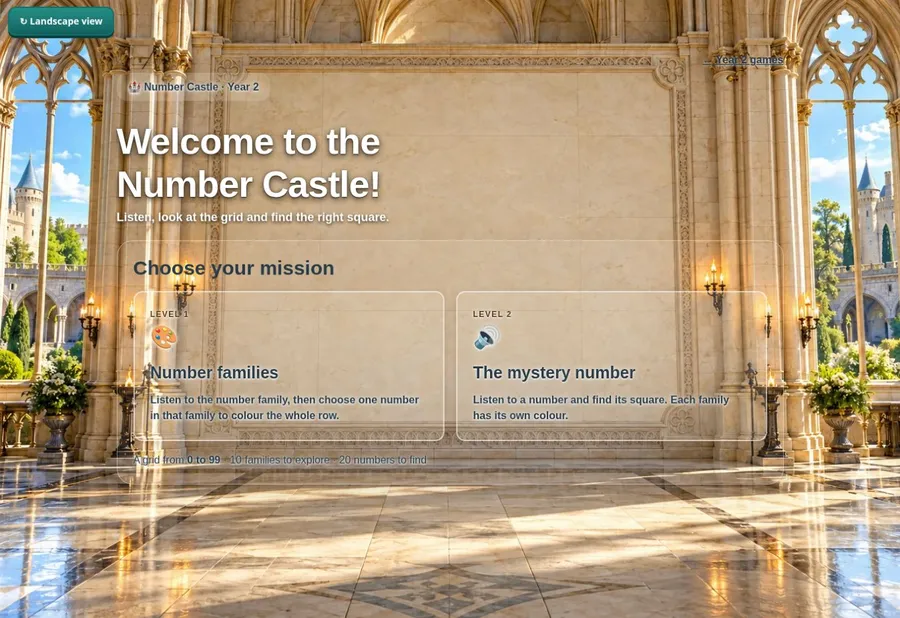 ↻ Landscape view
← Year 2 games
Number Castle · Year 2
Welcome to the
Number Castle!
Listen, look at the grid and find the right square.
Choose your mission
LEVEL 1
Number families
Listen to the number family, then choose one number
in that family to colour the whole row.
LEVEL 2
The mystery number
Listen to a number and find its square. Each family
has its own colour.
A grid from 0 to 99 · 10 families to explore · 20 numbers to find